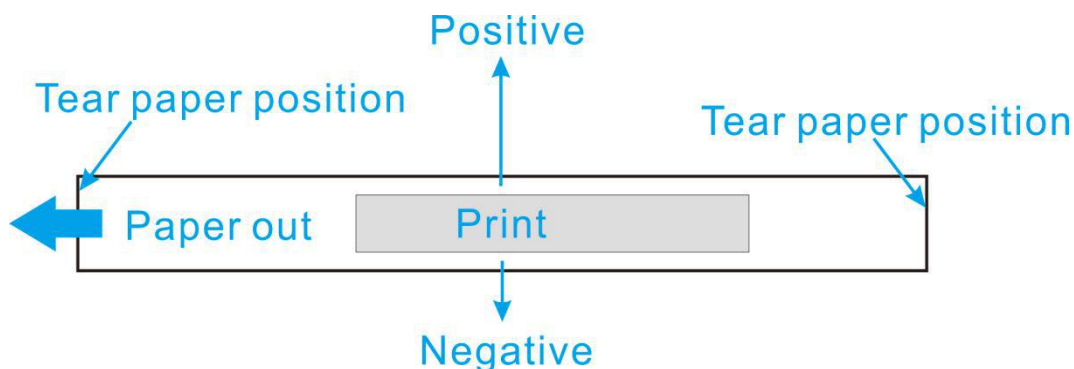 Positive
Tear paper position
Tear paper position
Paper out
Print
Negative